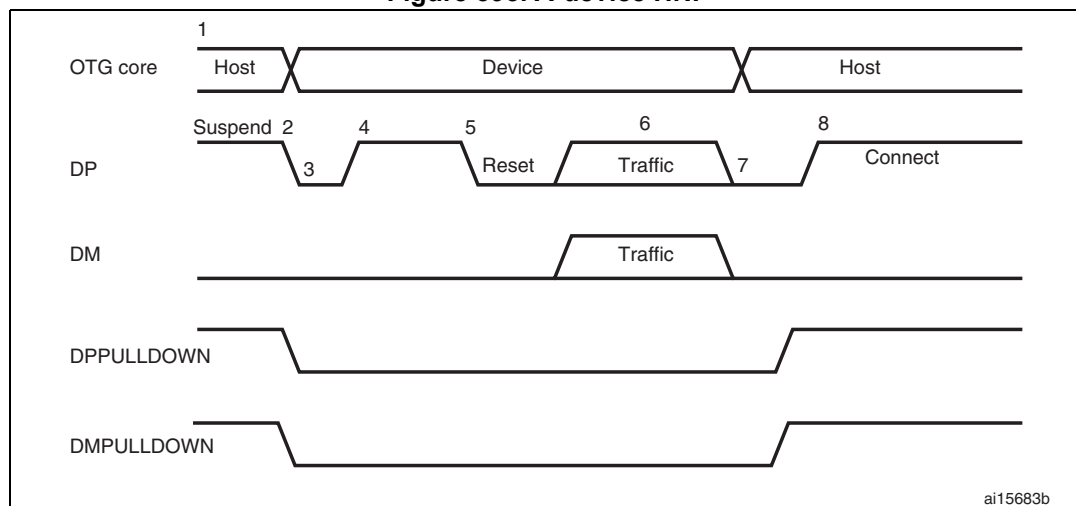 1
OTG core Host Device Host
Suspend 2 4 5 6 8
DP 3 Reset Traffic 7 Connect
DM Traffic
DPPULLDOWN
DMPULLDOWN
ai15683b